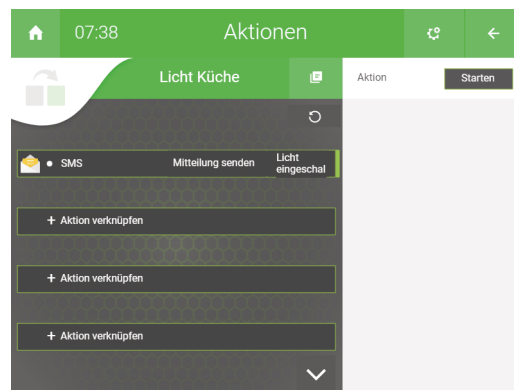 07:38 Aktionen
Licht Küche
Aktion Starten
SMS Mitteilung senden Licht
eingeschal
+ Aktion verknüpfen
+ Aktion verknüpfen
+ Aktion verknüpfen